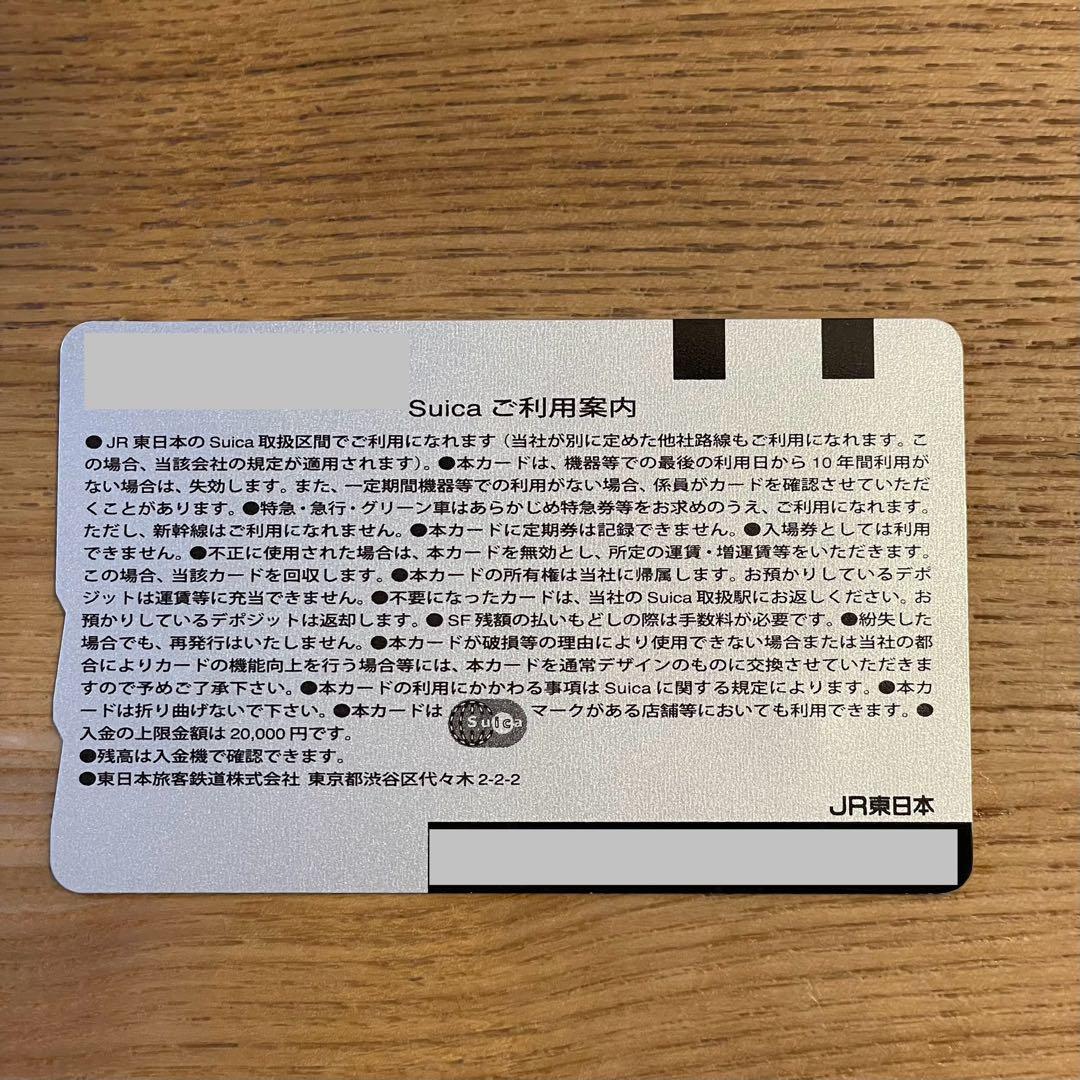 Suica ご利用案内
●JR東日本のSuica取扱区間でご利用になれます（当社が別に定めた他社路線もご利用になれます。こ
の場合、当該会社の規定が適用されます）。●本カードは、機器等での最後の利用日から10年間利用が
ない場合は、失効します。また、一定期間機器等での利用がない場合、係員がカードを確認させていただ
くことがあります。●特急・急行・グリーン車はあらかじめ特急券等をお求めのうえ、ご利用になれます。
ただし、新幹線はご利用になれません。●本カードに定期券は記録できません。●入場券としては利用
できません。●不正に使用された場合は、本カードを無効とし、所定の運賃・増運賃等をいただきます。
この場合、当該カードを回収します。●本カードの所有権は当社に帰属します。お預かりしているデポ
ジットは運賃等に充当できません。●不要になったカードは、当社のSuica取扱駅にお返しください。お
預かりしているデポジットは返却します。●SF残額の払いもどしの際は手数料が必要です。●紛失した
場合でも、再発行はいたしません。●本カードが破損等の理由により使用できない場合または当社の都
合によりカードの機能向上を行う場合等には、本カードを通常デザインのものに交換させていただきま
すので予めご了承下さい。●本カードの利用にかかわる事項はSuicaに関する規定によります。●本カ
ードは折り曲げないで下さい。●本カードは Suica マークがある店舗等においても利用できます。●
入金の上限金額は20,000円です。
●残高は入金機で確認できます。
●東日本旅客鉄道株式会社 東京都渋谷区代々木2-2-2
JR東日本